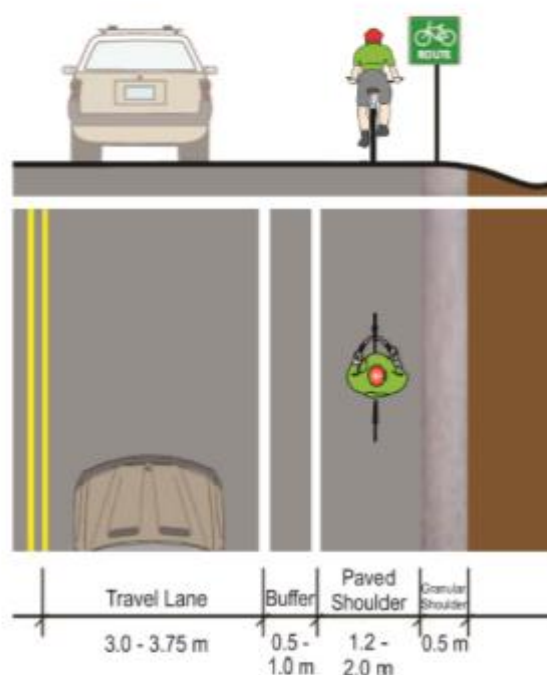 ROUTE
Travel Lane
Buffer
Paved
Shoulder
Granular
Shoulder
3.0 - 3.75 m
0.5 -
1.0 m
1.2 -
2.0 m
0.5 m